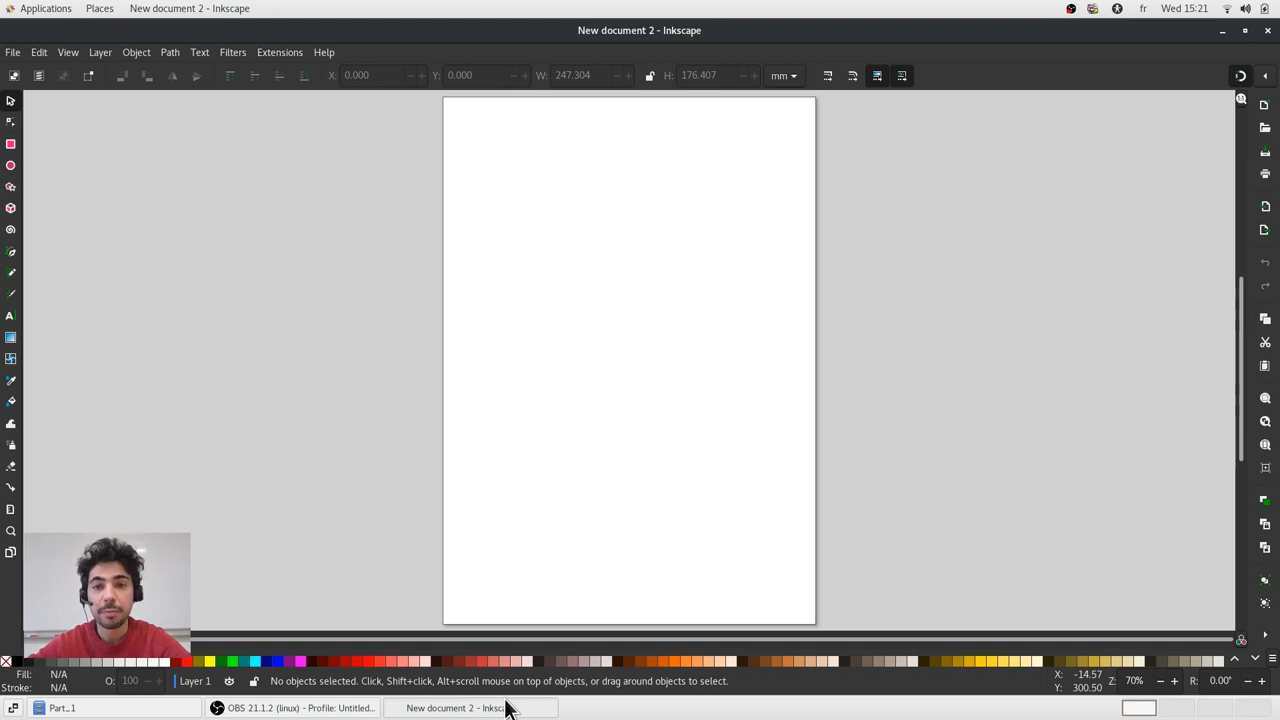 Applications Places New document 2 - Inkscape fr Wed 15:21
New document 2 - Inkscape
File Edit View Layer Object Path Text Filters Extensions Help
X: 0.000 Y: 0.000 W: 247.304 H: 176.407 mm
Fill: N/A
Stroke: N/A
O: 100
Layer 1
No objects selected. Click, Shift+click, Alt+scroll mouse on top of objects, or drag around objects to select.
X: -14.57
Y: 300.50
Z: 70%
R: 0.00°
Part_1
OBS 21.1.2 (linux) - Profile: Untitled...
New document 2 - Inksca